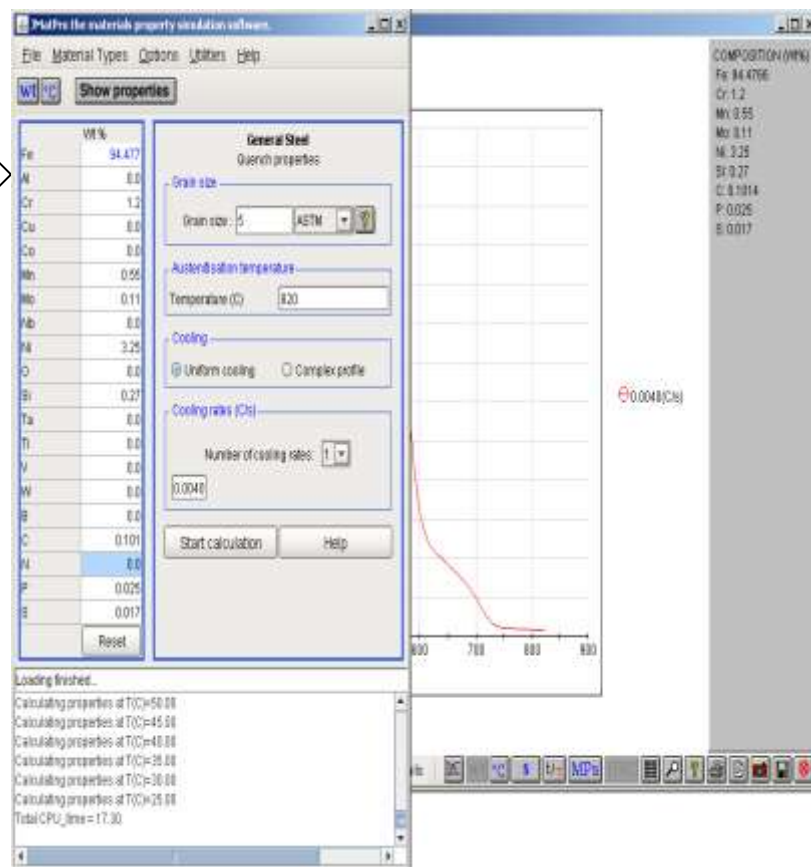 JMatPro the materials property simulation software.
File Material Types Options Utilities Help
Wt °C Show properties
Wt %
Fe 94.477
Al 0.0
Cr 1.2
Cu 0.0
Co 0.0
Mn 0.55
Mo 0.11
Nb 0.0
Ni 3.25
O 0.0
Si 0.27
Ta 0.0
Ti 0.0
V 0.0
W 0.0
B 0.0
C 0.101
N 0.0
P 0.025
S 0.017
Reset
General Steel
Quench properties
Grain size
Grain size : 5 ASTM ?
Austenitisation temperature
Temperature (C) 820
Cooling
Uniform cooling Complex profile
Cooling rates (C/s)
Number of cooling rates: 1
0.0048
Start calculation Help
Loading finished...
Calculating properties at T(C)=50.00
Calculating properties at T(C)=45.00
Calculating properties at T(C)=40.00
Calculating properties at T(C)=35.00
Calculating properties at T(C)=30.00
Calculating properties at T(C)=25.00
Total CPU_time = 17.30
600 700 800 900
0.0048(C/s)
COMPOSITION (Wt%)
Fe: 94.4766
Cr: 1.2
Mn: 0.55
Mo: 0.11
Ni: 3.25
Si: 0.27
C: 0.1014
P: 0.025
S: 0.017
°C $ MPa ?